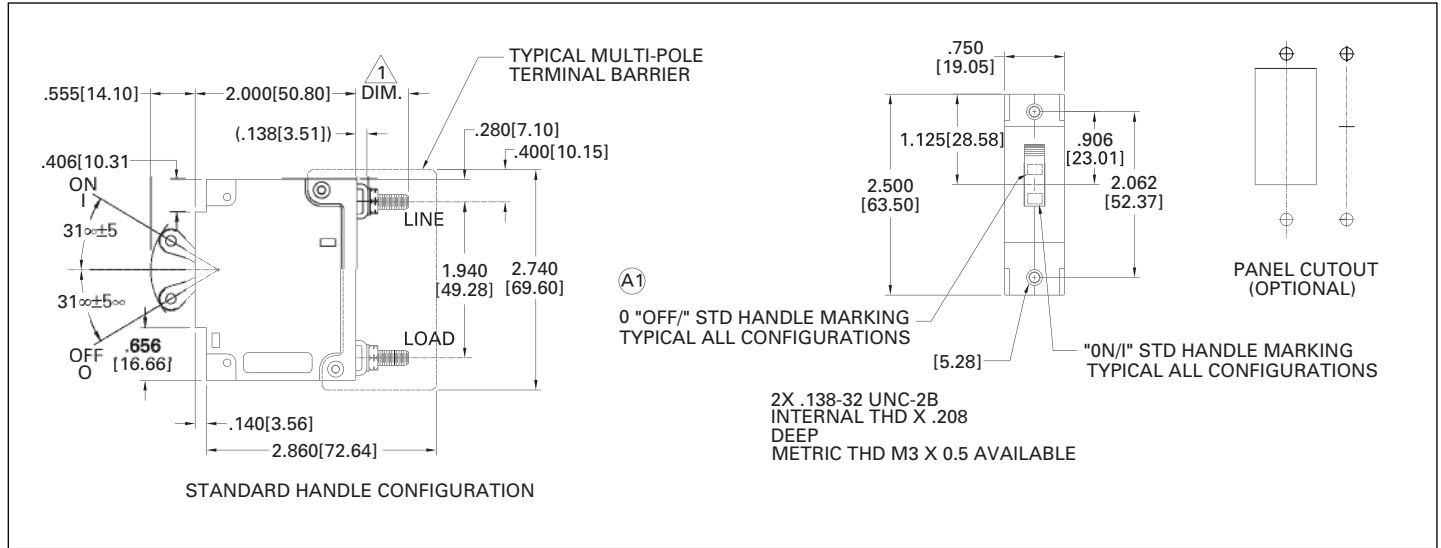 TYPICAL MULTI-POLE
TERMINAL BARRIER
1
DIM.
.555[14.10]
2.000[50.80]
(.138[3.51])
.280[7.10]
.400[10.15]
.406[10.31
ON
I
31∞±5
LINE
1.940
[49.28]
2.740
[69.60]
31∞±5∞
OFF
O
.656
[16.66]
LOAD
.140[3.56]
2.860[72.64]
STANDARD HANDLE CONFIGURATION
.750
[19.05]
1.125[28.58]
.906
[23.01]
2.500
[63.50]
2.062
[52.37]
A1
0 "OFF/" STD HANDLE MARKING
TYPICAL ALL CONFIGURATIONS
[5.28]
"0N/I" STD HANDLE MARKING
TYPICAL ALL CONFIGURATIONS
2X .138-32 UNC-2B
INTERNAL THD X .208
DEEP
METRIC THD M3 X 0.5 AVAILABLE
PANEL CUTOUT
(OPTIONAL)